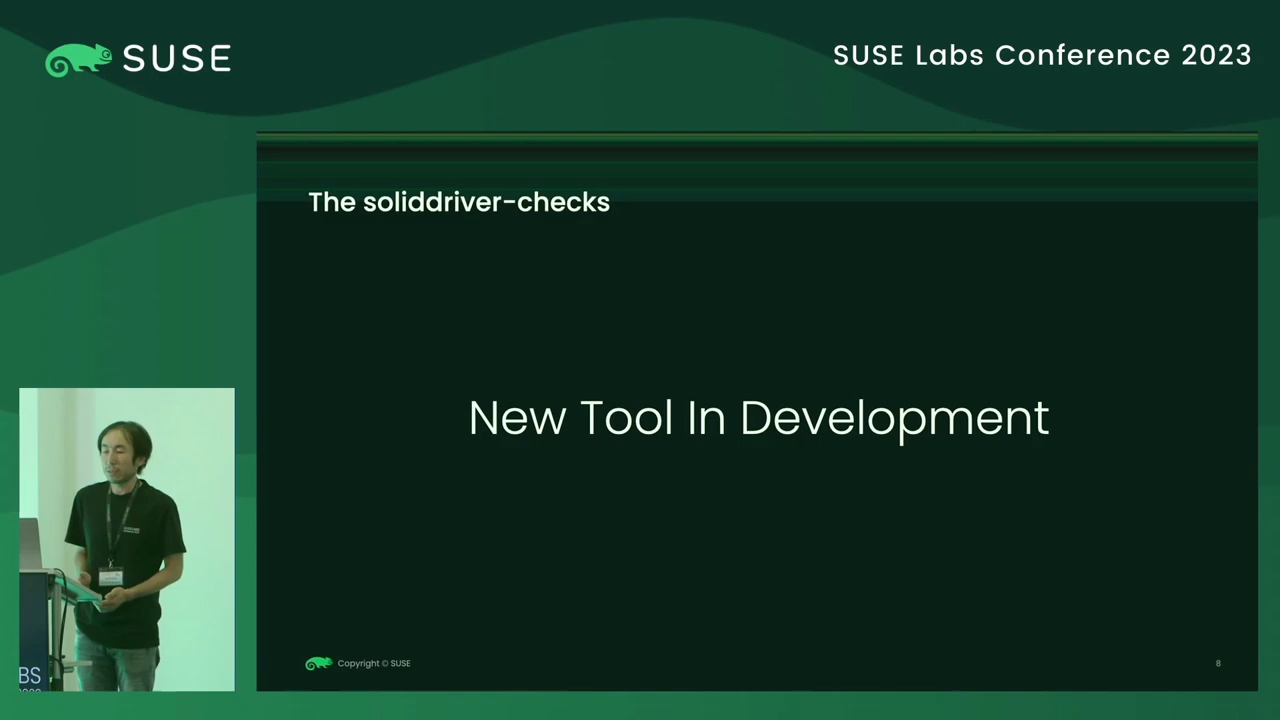 SUSE
SUSE Labs Conference 2023
The soliddriver-checks
New Tool In Development
Copyright © SUSE
8
BS